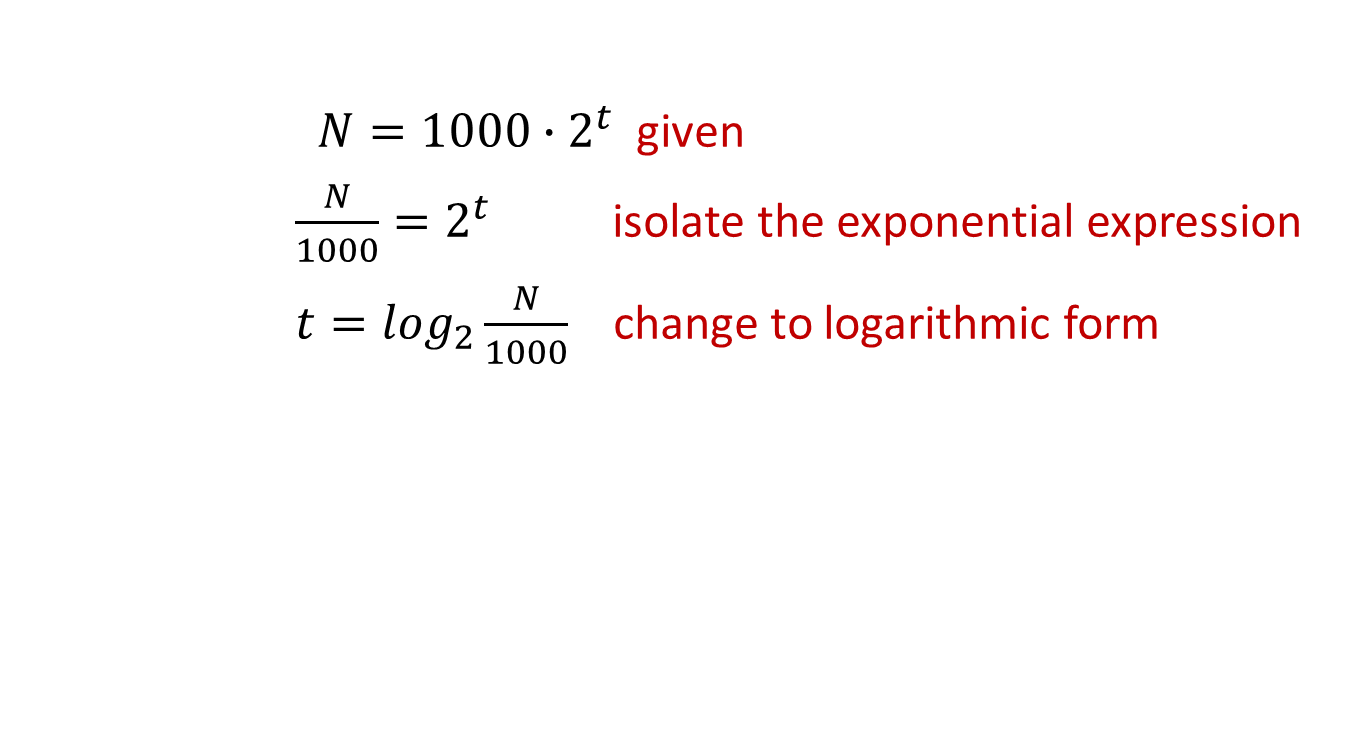 N = 1000 · 2^t given
N/1000 = 2^t isolate the exponential expression
t = log₂ N/1000 change to logarithmic form